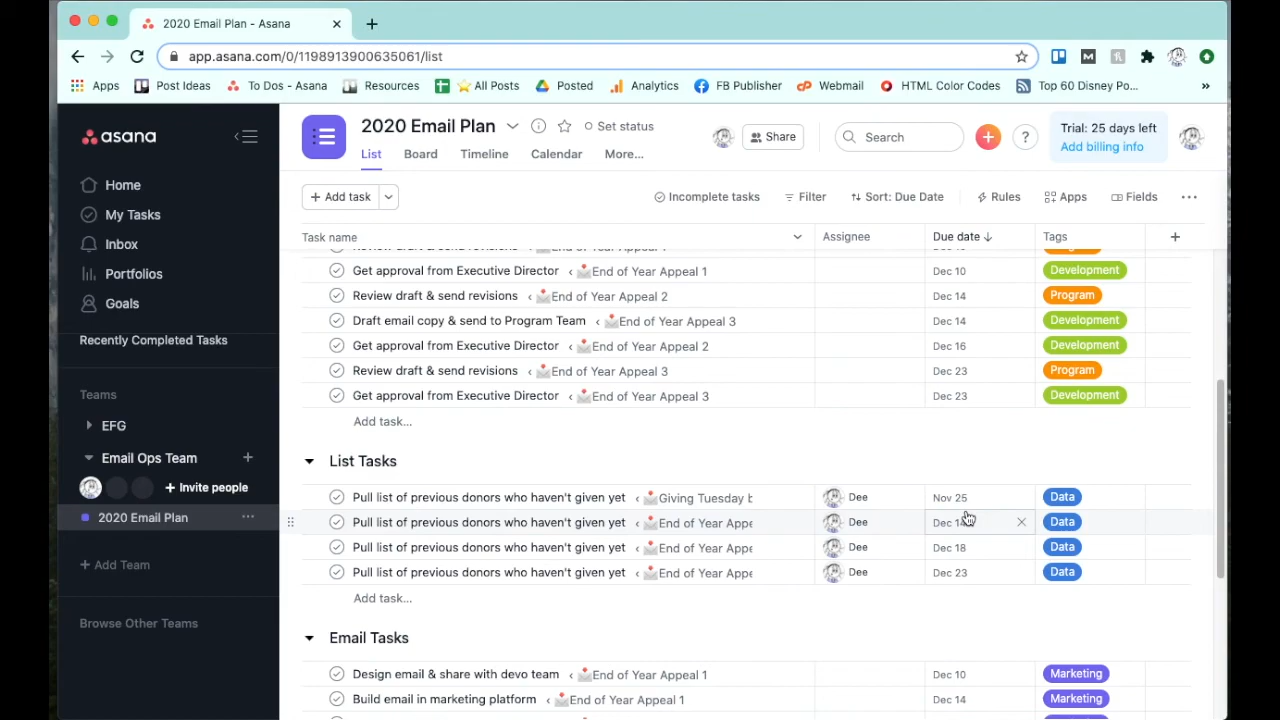 2020 Email Plan - Asana
app.asana.com/0/1198913900635061/list
Apps Post Ideas To Dos - Asana Resources All Posts Posted Analytics FB Publisher Webmail HTML Color Codes Top 60 Disney Po... »
asana
Home
My Tasks
Inbox
Portfolios
Goals
Recently Completed Tasks
Teams
EFG
Email Ops Team
+ Invite people
2020 Email Plan
+ Add Team
Browse Other Teams
2020 Email Plan Set status
Share Search ? Trial: 25 days left
Add billing info
List Board Timeline Calendar More...
+ Add task Incomplete tasks Filter Sort: Due Date Rules Apps Fields
Task name Assignee Due date Tags
Get approval from Executive Director ‹ End of Year Appeal 1 Dec 10 Development
Review draft & send revisions ‹ End of Year Appeal 2 Dec 14 Program
Draft email copy & send to Program Team ‹ End of Year Appeal 3 Dec 14 Development
Get approval from Executive Director ‹ End of Year Appeal 2 Dec 16 Development
Review draft & send revisions ‹ End of Year Appeal 3 Dec 23 Program
Get approval from Executive Director ‹ End of Year Appeal 3 Dec 23 Development
Add task...
List Tasks
Pull list of previous donors who haven't given yet ‹ Giving Tuesday Dee Nov 25 Data
Pull list of previous donors who haven't given yet ‹ End of Year Appe Dee Dec Data
Pull list of previous donors who haven't given yet ‹ End of Year Appe Dee Dec 18 Data
Pull list of previous donors who haven't given yet ‹ End of Year Appe Dee Dec 23 Data
Add task...
Email Tasks
Design email & share with devo team ‹ End of Year Appeal 1 Dec 10 Marketing
Build email in marketing platform ‹ End of Year Appeal 1 Dec 14 Marketing